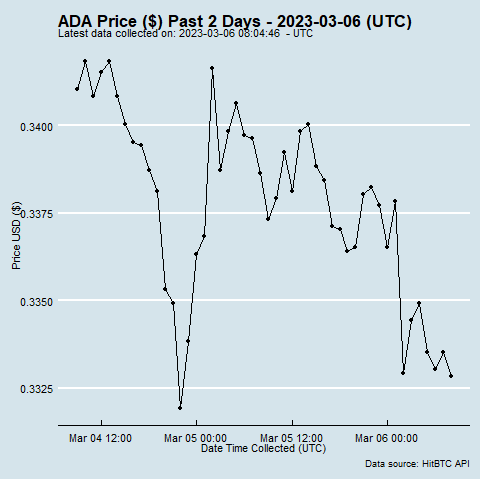 ADA Price ($) Past 2 Days - 2023-03-06 (UTC)
Latest data collected on: 2023-03-06 08:04:46  - UTC
0.3400
0.3375
0.3350
0.3325
Price USD ($)
Mar 04 12:00
Mar 05 00:00
Mar 05 12:00
Mar 06 00:00
Date Time Collected (UTC)
Data source: HitBTC API